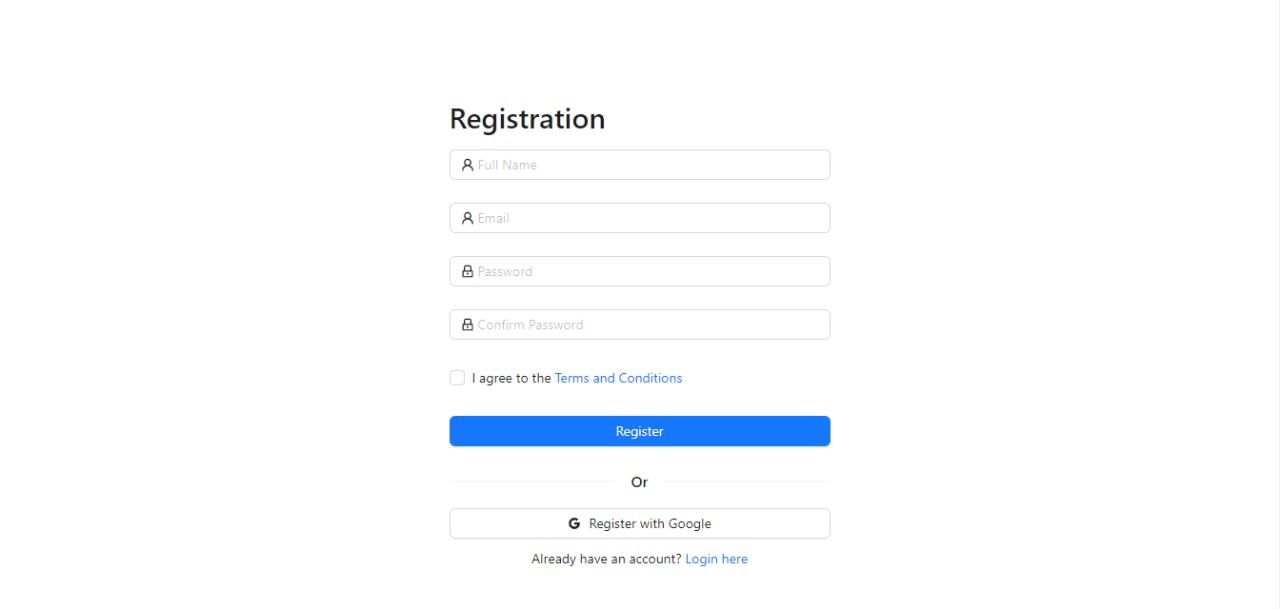 Registration
Full Name
Email
Password
Confirm Password
I agree to the Terms and Conditions
Register
Or
Register with Google
Already have an account? Login here